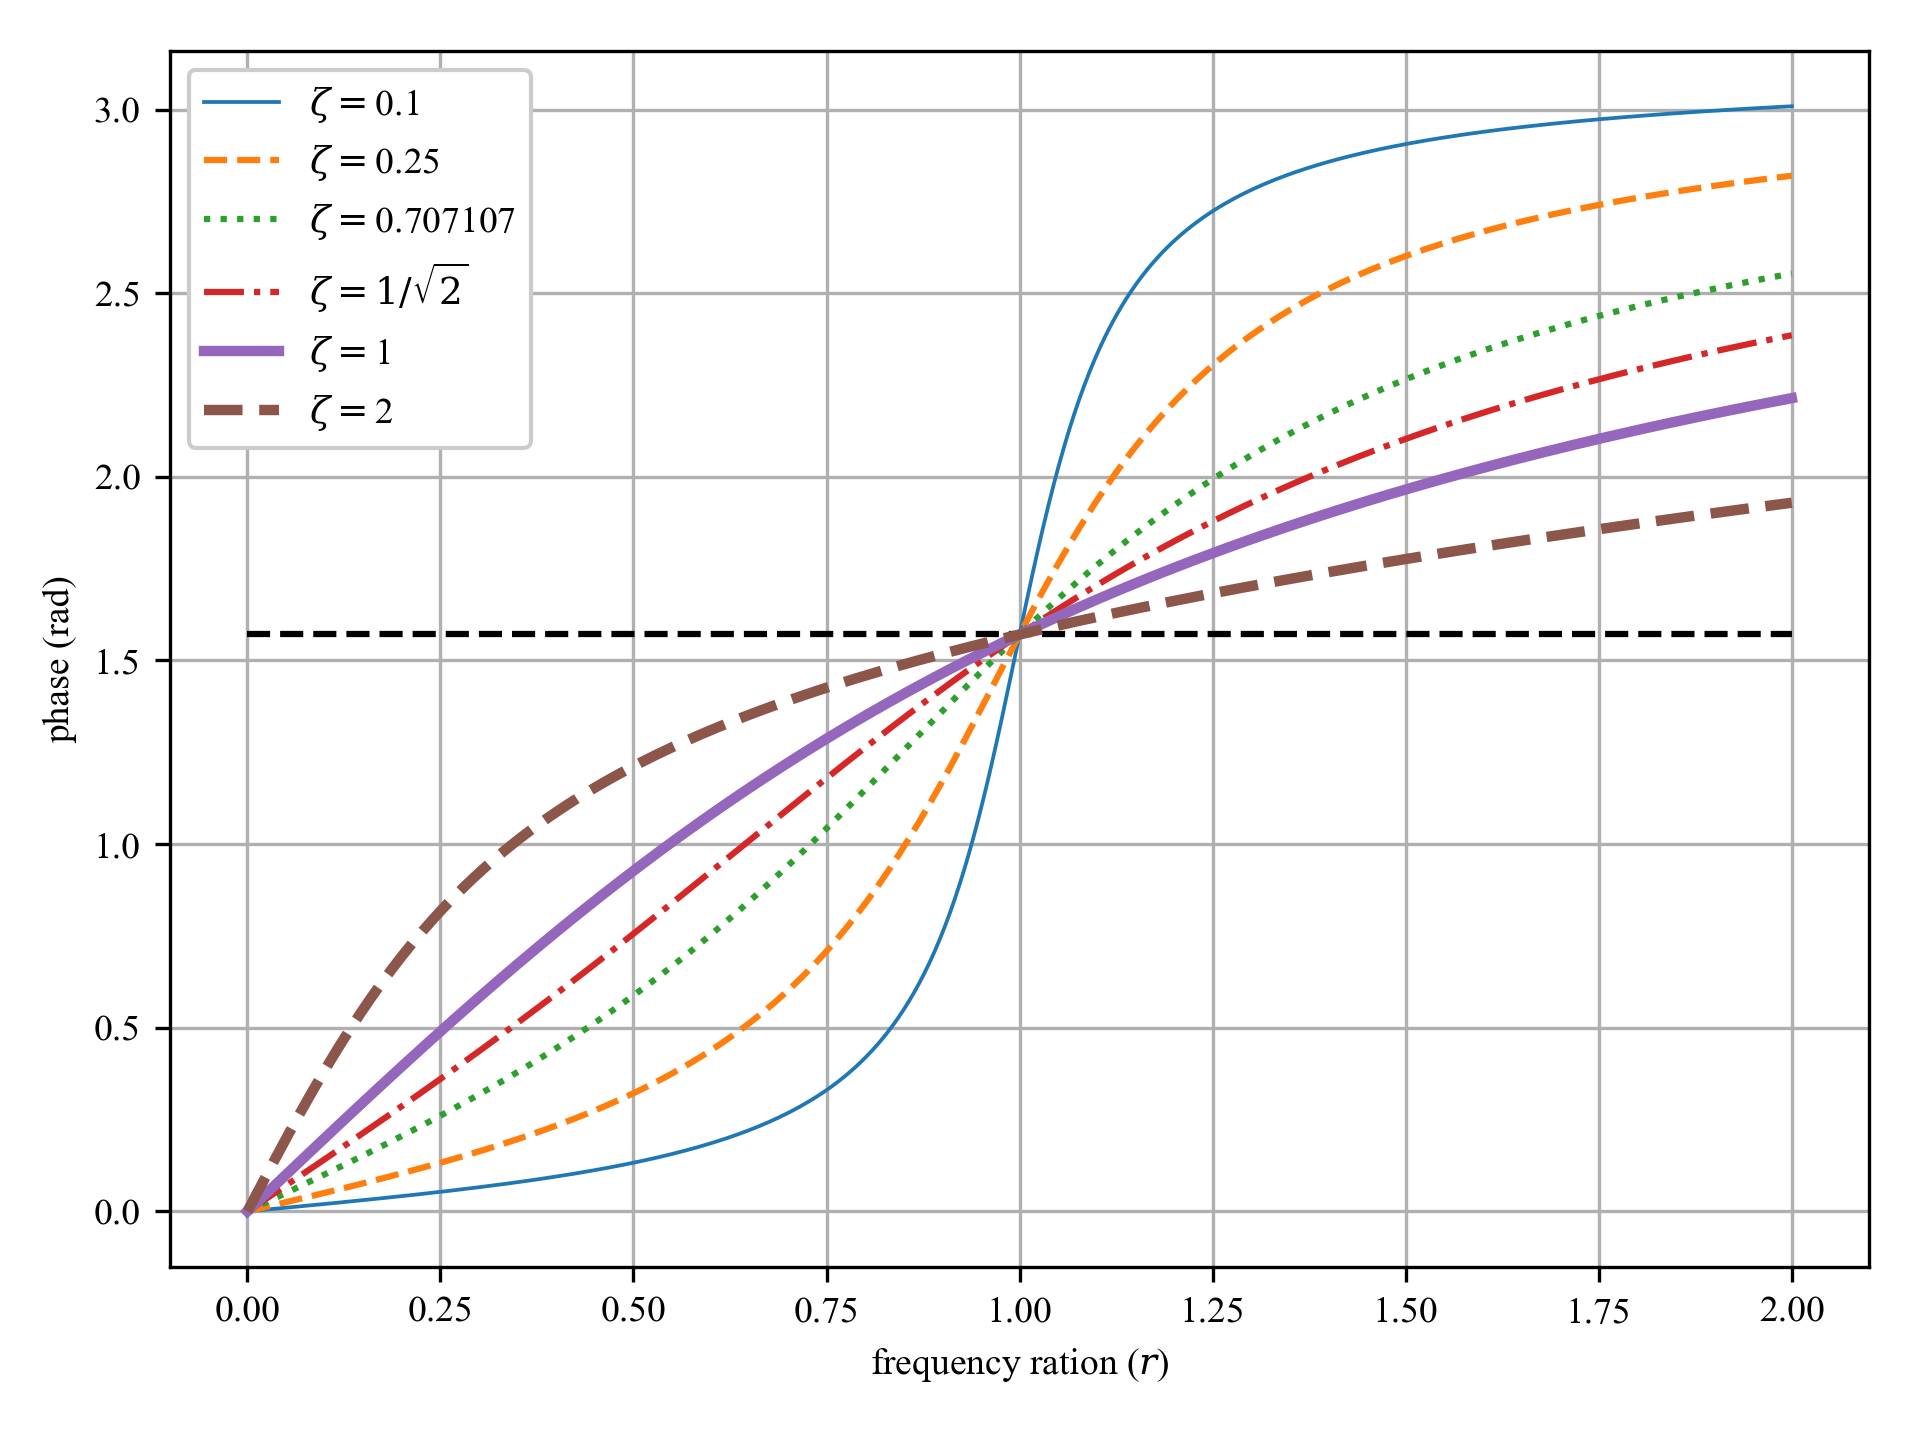 ζ = 0.1
ζ = 0.25
ζ = 0.707107
ζ = 1/√2
ζ = 1
ζ = 2
3.0
2.5
2.0
1.5
1.0
0.5
0.0
phase (rad)
0.00 0.25 0.50 0.75 1.00 1.25 1.50 1.75 2.00
frequency ration (r)